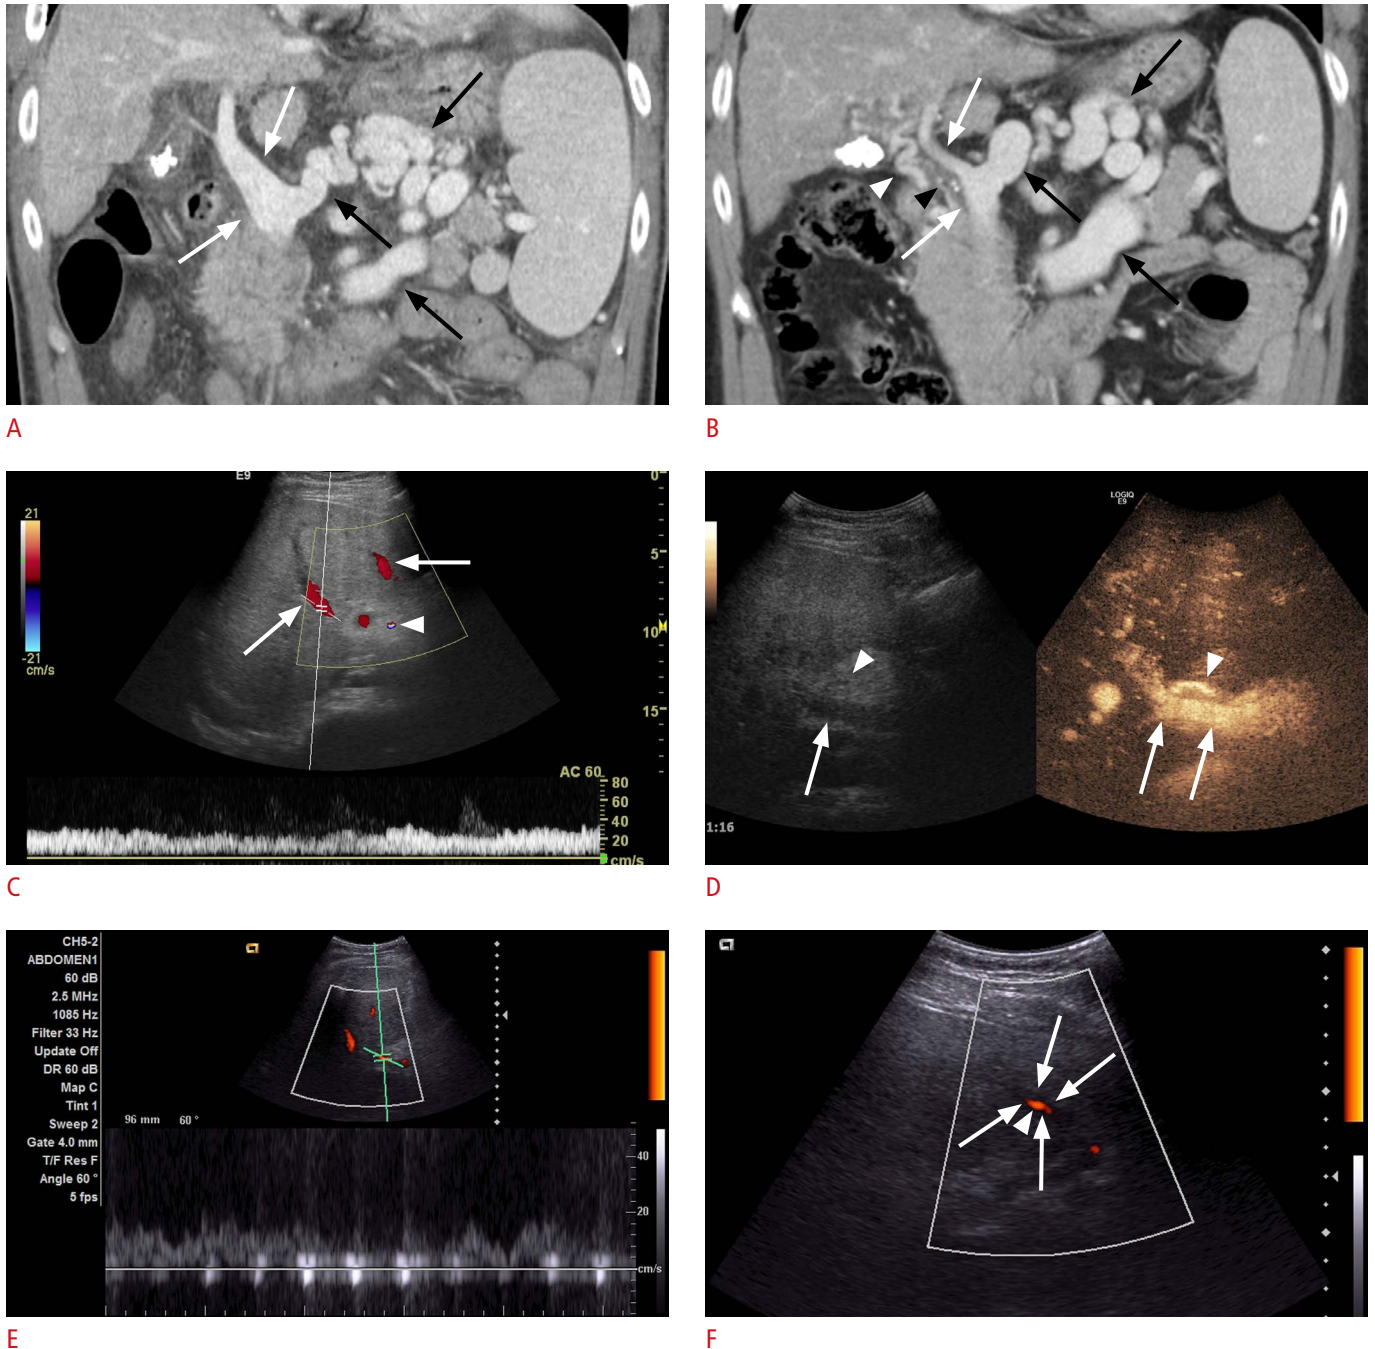 A
B
E9
21
-21
cm/s
0
5
10
15
AC 60
80
60
40
20
cm/s
C
LOGIQ
E9
1:16
D
CH5-2
ABDOMEN1
60 dB
2.5 MHz
1085 Hz
Filter 33 Hz
Update Off
DR 60 dB
Map C
Tint 1
Sweep 2
Gate 4.0 mm
T/F Res F
Angle 60 °
5 fps
96 mm 60 °
40
20
cm/s
E
F